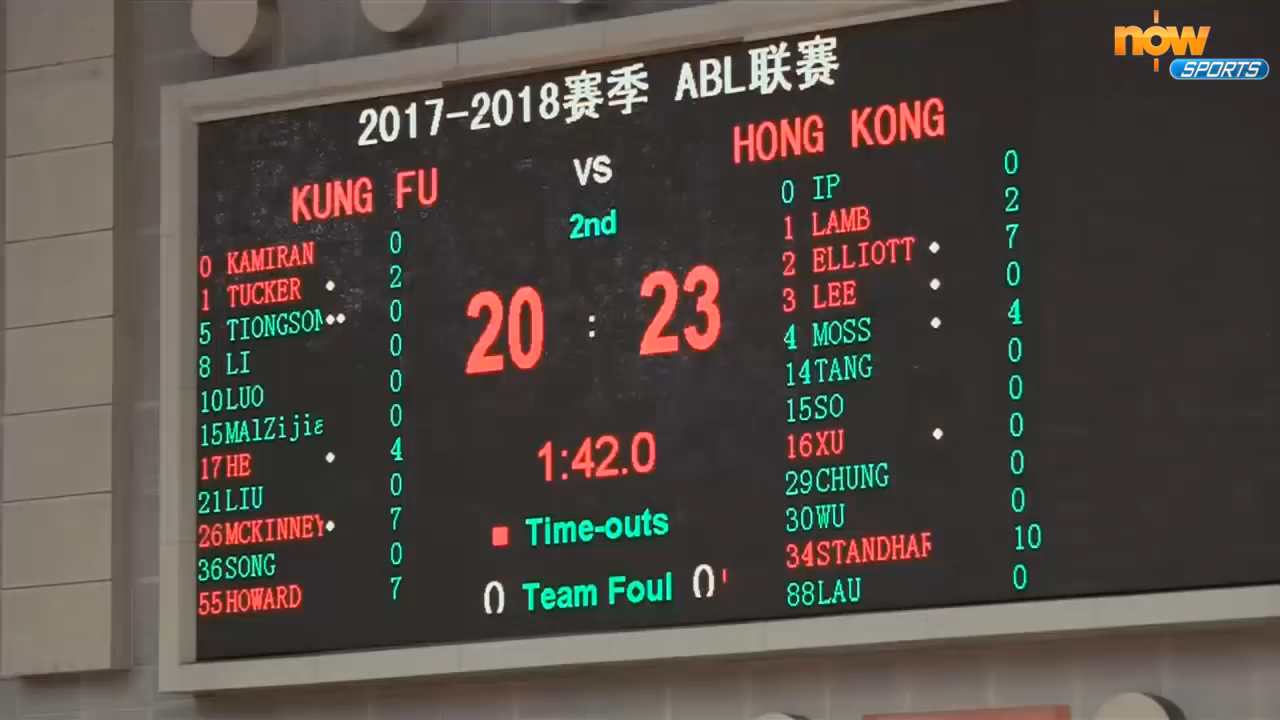 now
SPORTS
2017-2018赛季 ABL联赛
KUNG FU
VS
HONG KONG
2nd
20 : 23
1:42.0
Time-outs
0 Team Foul 0
0 KAMIRAN 0
1 TUCKER 2
5 TIONGSON 0
8 LI 0
10 LUO 0
15 MAlZijia 0
17 HE 4
21 LIU 0
26 MCKINNEY 7
36 SONG 0
55 HOWARD 7
0 IP 0
1 LAMB 2
2 ELLIOTT 7
3 LEE 0
4 MOSS 4
14 TANG 0
15 SO 0
16 XU 0
29 CHUNG 0
30 WU 0
34 STANDHAR 10
88 LAU 0